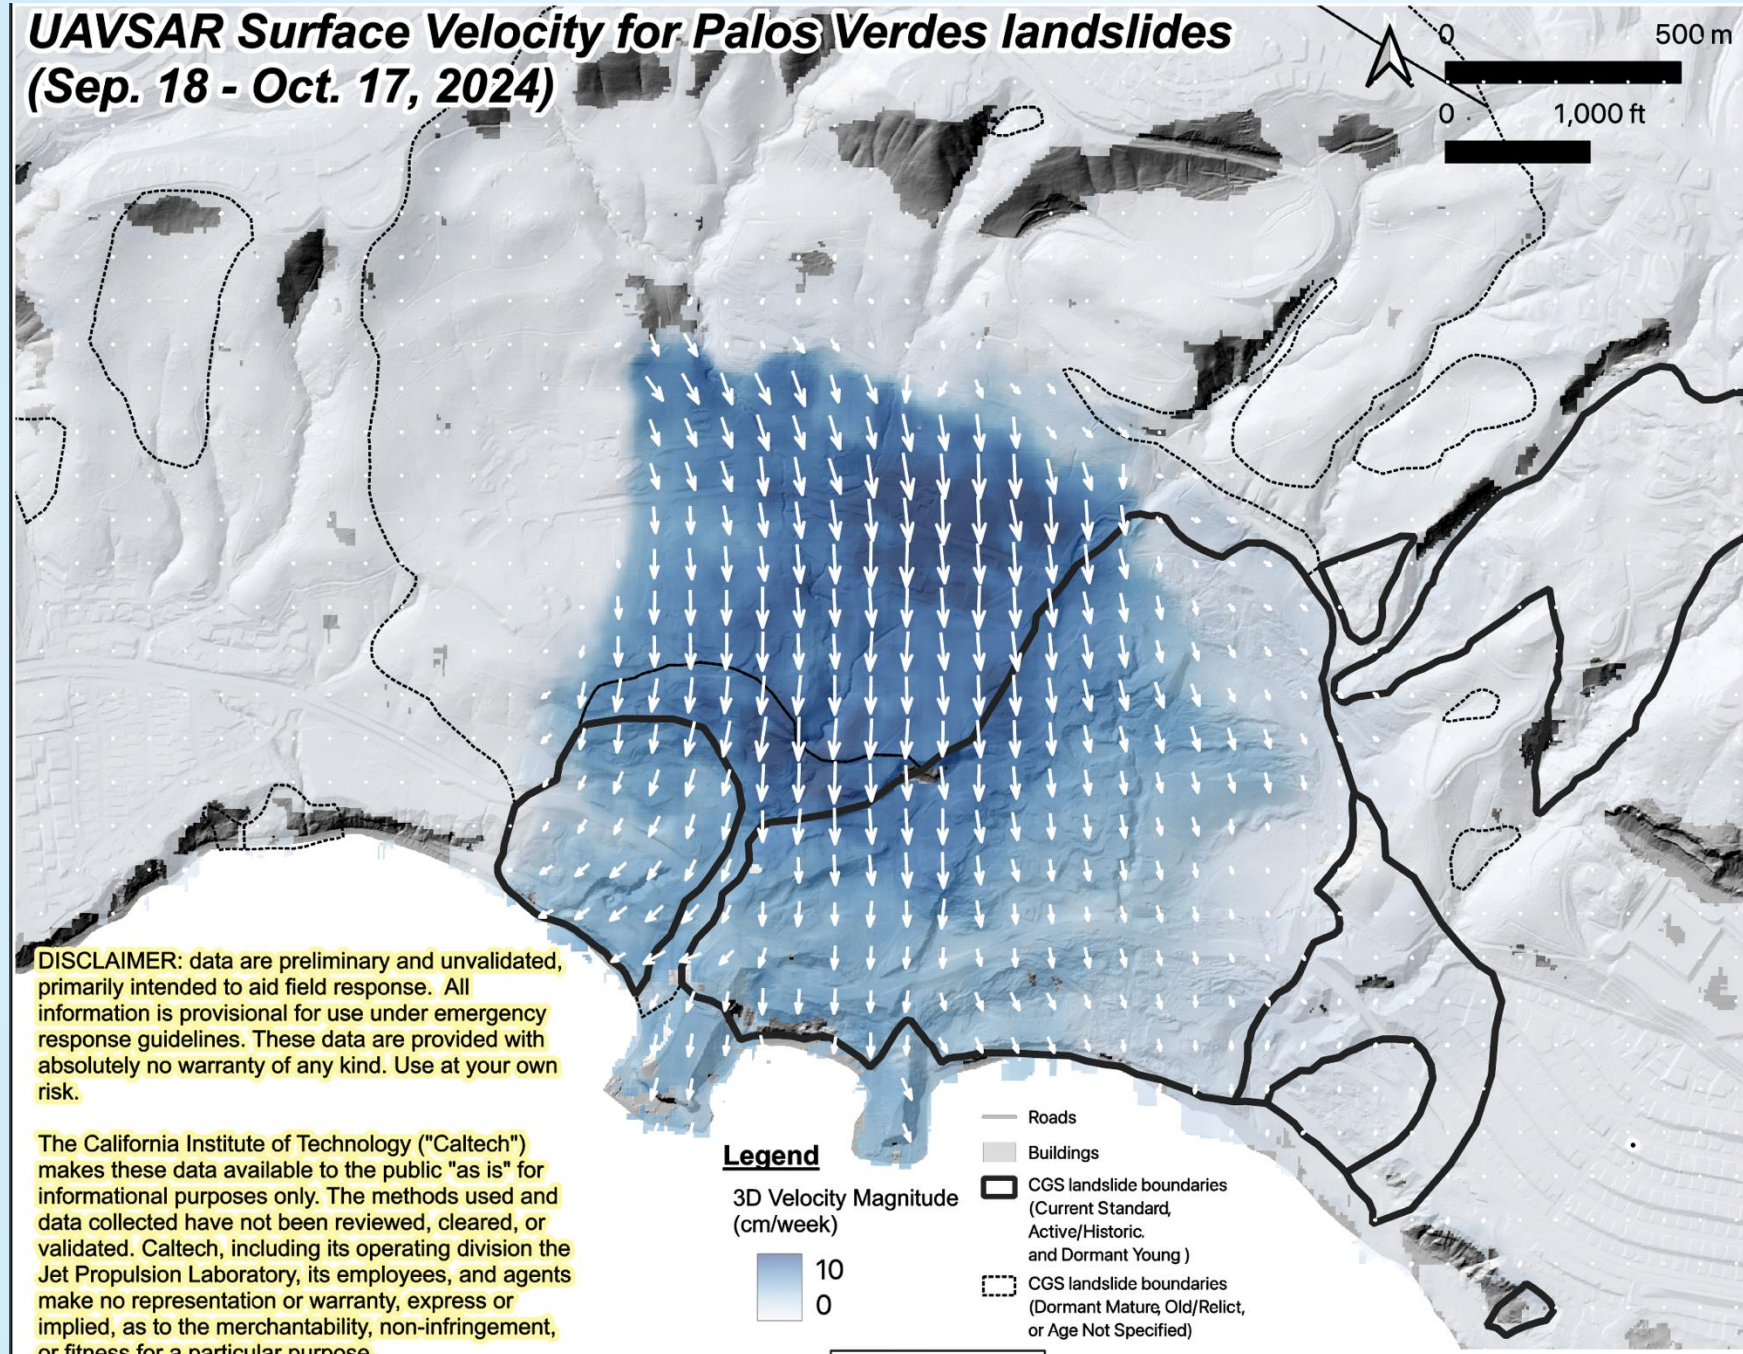 UAVSAR Surface Velocity for Palos Verdes landslides
(Sep. 18 - Oct. 17, 2024)
N
0 500 m
0 1,000 ft
DISCLAIMER: data are preliminary and unvalidated,
primarily intended to aid field response. All
information is provisional for use under emergency
response guidelines. These data are provided with
absolutely no warranty of any kind. Use at your own
risk.
The California Institute of Technology ("Caltech")
makes these data available to the public "as is" for
informational purposes only. The methods used and
data collected have not been reviewed, cleared, or
validated. Caltech, including its operating division the
Jet Propulsion Laboratory, its employees, and agents
make no representation or warranty, express or
implied, as to the merchantability, non-infringement,
or fitness for a particular purpose.
Legend
3D Velocity Magnitude
(cm/week)
10
0
Roads
Buildings
CGS landslide boundaries
(Current Standard,
Active/Historic.
and Dormant Young )
CGS landslide boundaries
(Dormant Mature, Old/Relict,
or Age Not Specified)